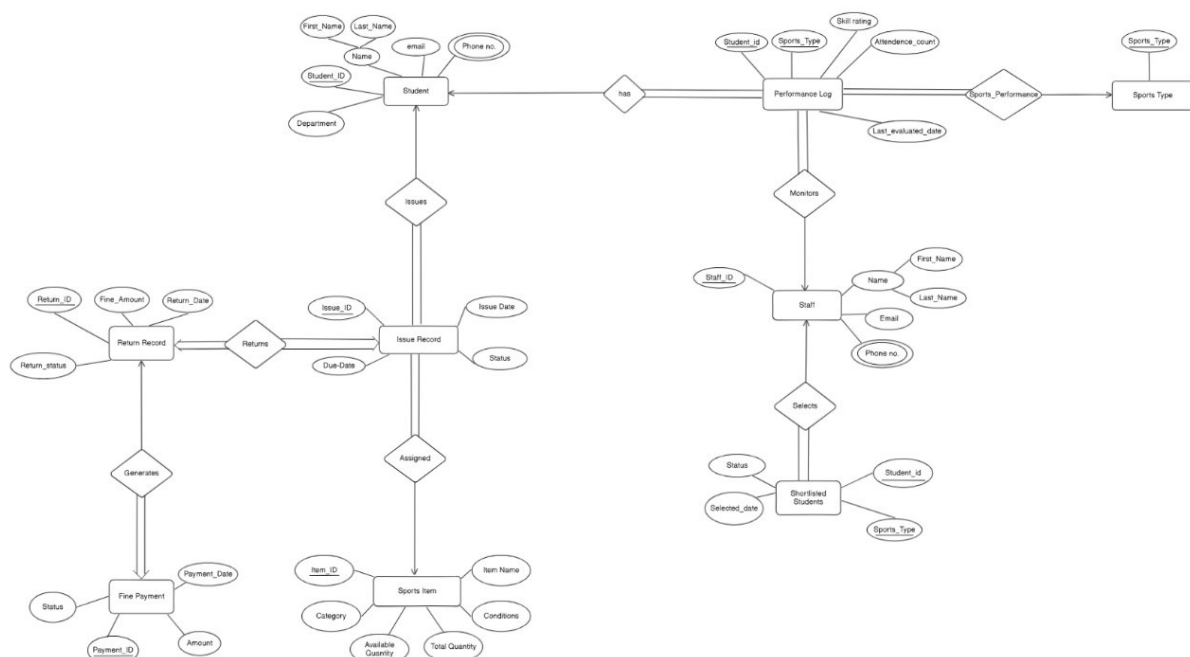 Skill rating
First_Name
Last_Name
Student_id
Sports_Type
Attendence_count
Sports_Type
email
Phone no.
Name
Student_ID
Student
has
Performance Log
Sports_Performance
Sports Type
Department
Last_evaluated_date
Issues
Monitors
First_Name
Staff_ID
Name
Last_Name
Staff
Email
Phone no.
Return_ID
Fine_Amount
Return_Date
Issue_ID
Issue Date
Return Record
Returns
Issue Record
Return_status
Due-Date
Status
Selects
Generates
Assigned
Status
Student_id
Shortlisted
Students
Selected_date
Sports_Type
Payment_Date
Item_ID
Item Name
Status
Fine Payment
Sports Item
Category
Conditions
Payment_ID
Amount
Available
Quantity
Total Quantity